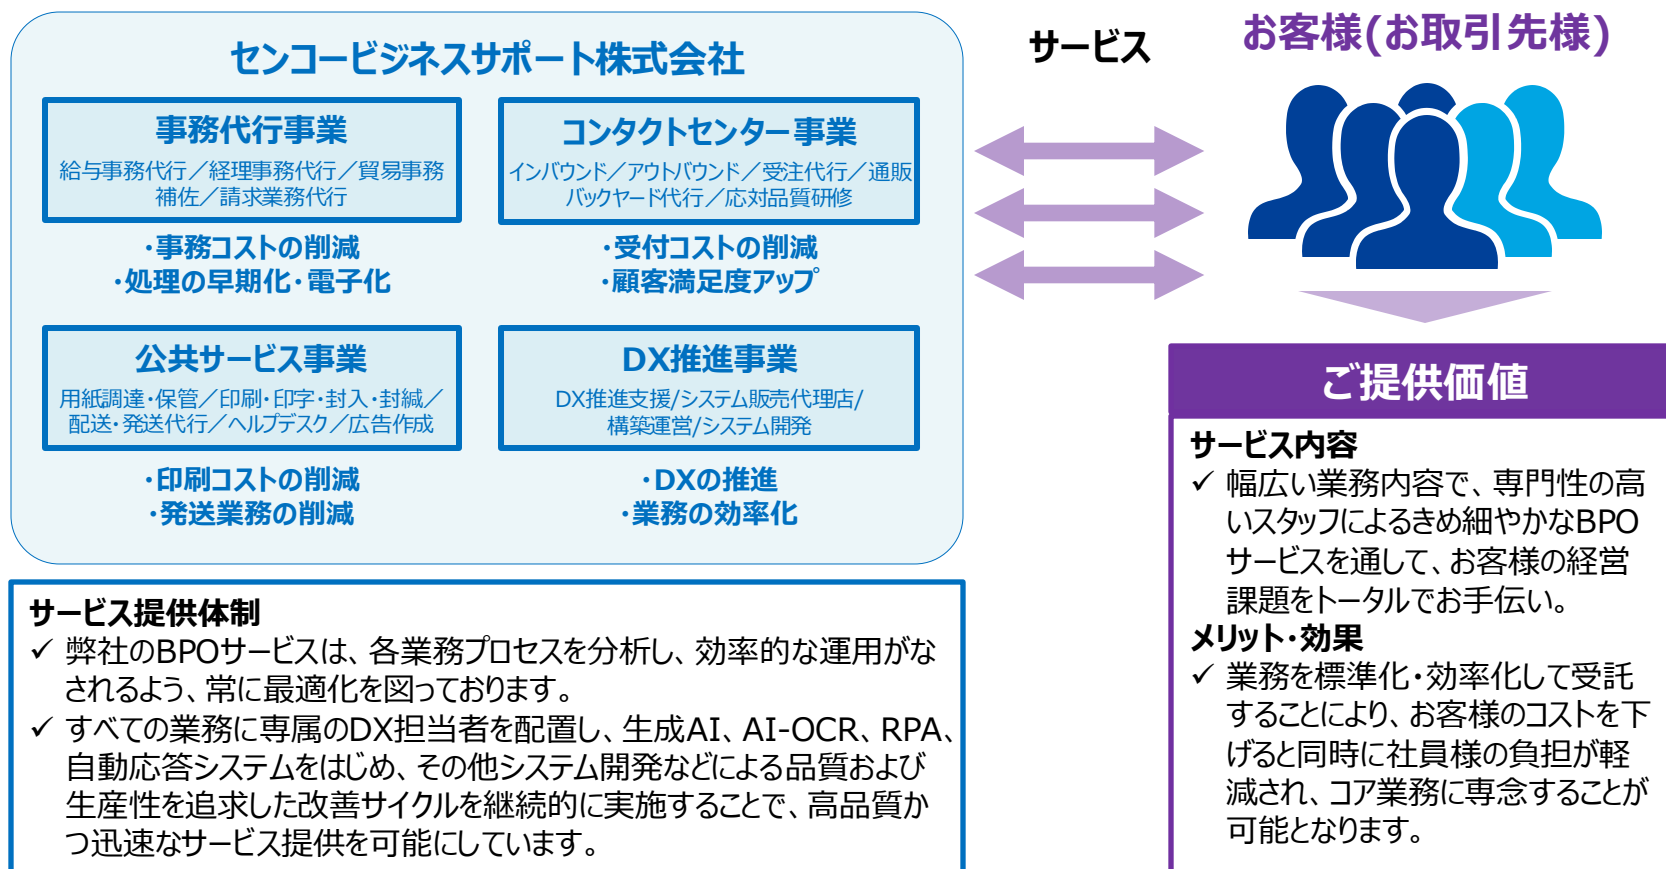 センコービジネスサポート株式会社
事務代行事業
給与事務代行／経理事務代行／貿易事務
補佐／請求業務代行
・事務コストの削減
・処理の早期化・電子化
コンタクトセンター事業
インバウンド／アウトバウンド／受注代行／通販
バックヤード代行／応対品質研修
・受付コストの削減
・顧客満足度アップ
公共サービス事業
用紙調達・保管／印刷・印字・封入・封緘／
配送・発送代行／ヘルプデスク／広告作成
・印刷コストの削減
・発送業務の削減
DX推進事業
DX推進支援/システム販売代理店/
構築運営/システム開発
・DXの推進
・業務の効率化
サービス
お客様(お取引先様)
サービス提供体制
✓ 弊社のBPOサービスは、各業務プロセスを分析し、効率的な運用がな
されるよう、常に最適化を図っております。
✓ すべての業務に専属のDX担当者を配置し、生成AI、AI-OCR、RPA、
自動応答システムをはじめ、その他システム開発などによる品質および
生産性を追求した改善サイクルを継続的に実施することで、高品質か
つ迅速なサービス提供を可能にしています。
ご提供価値
サービス内容
✓ 幅広い業務内容で、専門性の高
いスタッフによるきめ細やかなBPO
サービスを通して、お客様の経営
課題をトータルでお手伝い。
メリット・効果
✓ 業務を標準化・効率化して受託
することにより、お客様のコストを下
げると同時に社員様の負担が軽
減され、コア業務に専念することが
可能となります。